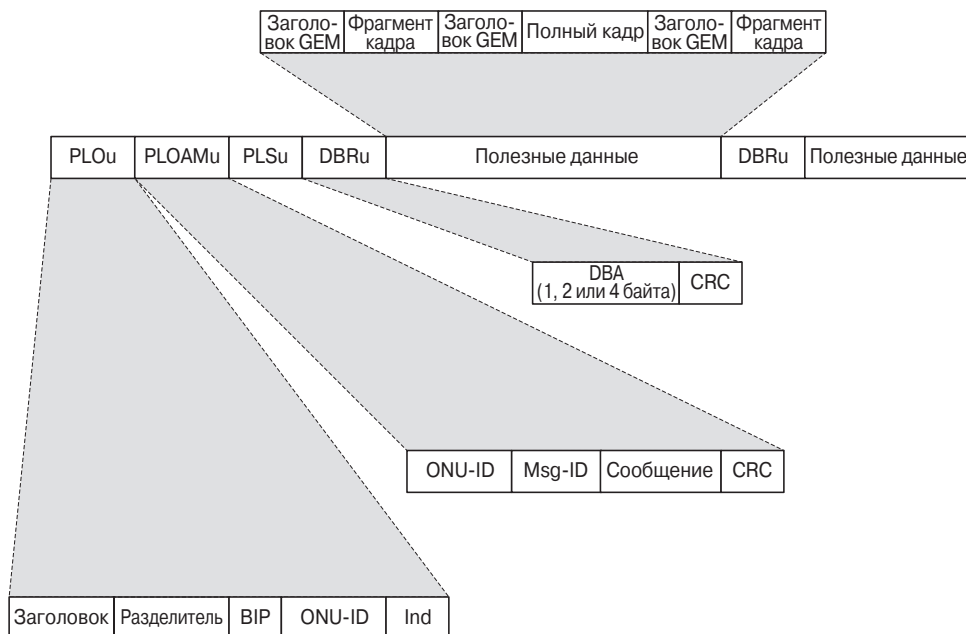 Заголо-
вок GEM
Фрагмент
кадра
Заголо-
вок GEM
Полный кадр
Заголо-
вок GEM
Фрагмент
кадра
PLOu
PLOAMu
PLSu
DBRu
Полезные данные
DBRu
Полезные данные
DBA
(1, 2 или 4 байта)
CRC
ONU-ID
Msg-ID
Сообщение
CRC
Заголовок
Разделитель
BIP
ONU-ID
Ind